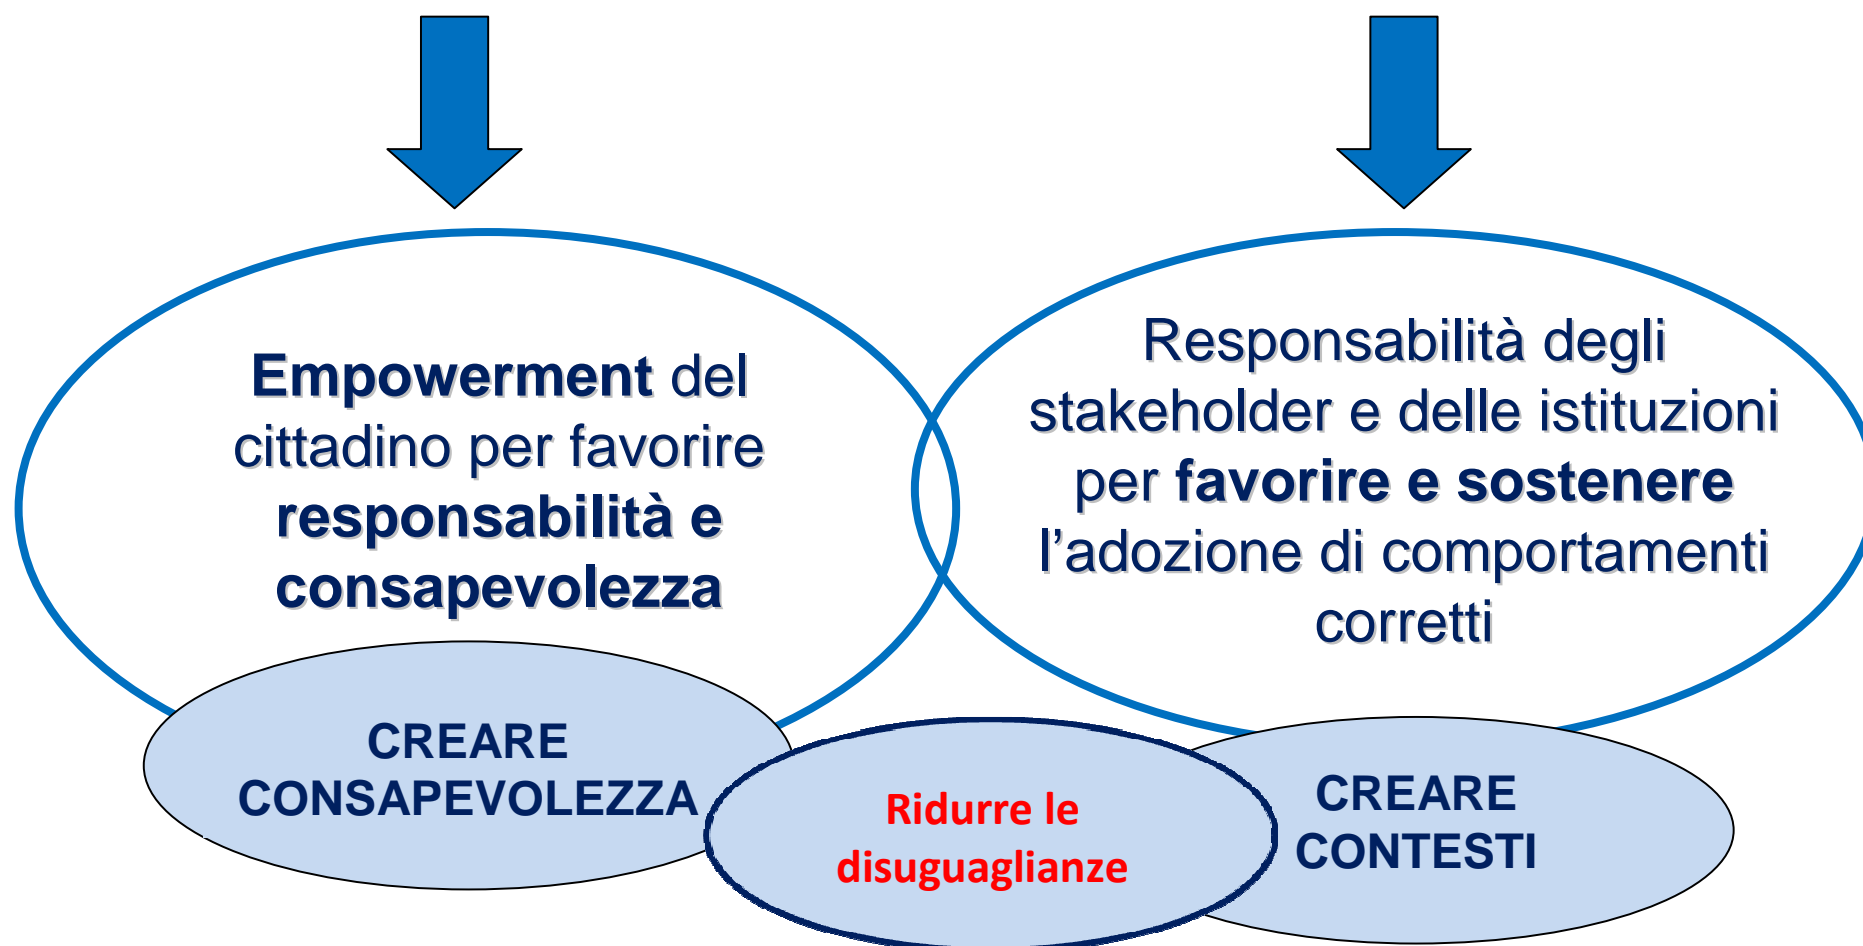 Empowerment del
cittadino per favorire
responsabilità e
consapevolezza
Responsabilità degli
stakeholder e delle istituzioni
per favorire e sostenere
l’adozione di comportamenti
corretti
CREARE
CONSAPEVOLEZZA
Ridurre le
disuguaglianze
CREARE
CONTESTI